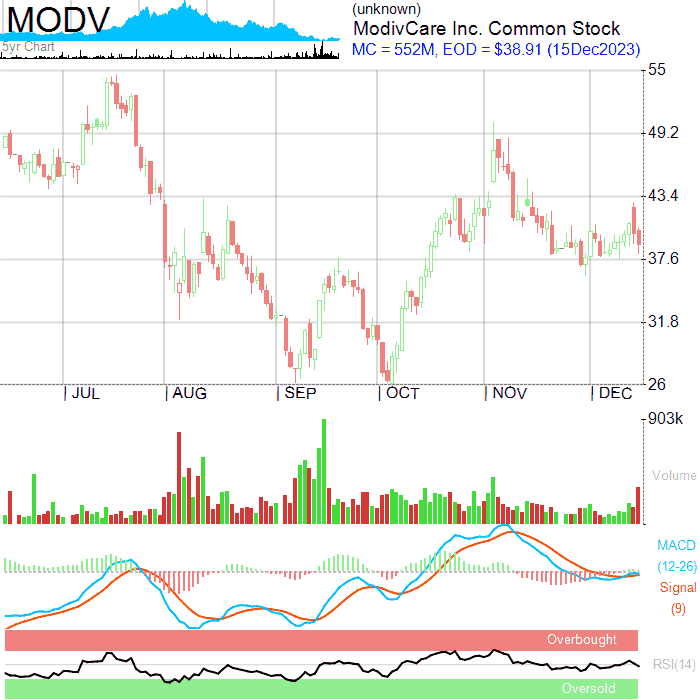 MODV
5yr Chart
(unknown)
ModivCare Inc. Common Stock
MC = 552M, EOD = $38.91 (15Dec2023)
55
49.2
43.4
37.6
31.8
26
| JUL | AUG | SEP | OCT | NOV | DEC
903k
Volume
MACD
(12-26)
Signal
(9)
Overbought
RSI(14)
Oversold